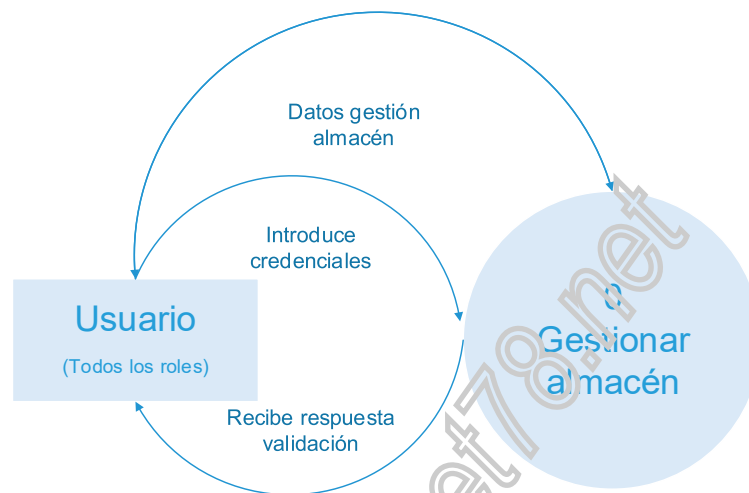 Datos gestión
almacén
Introduce
credenciales
Usuario
(Todos los roles)
0
Gestionar
almacén
Recibe respuesta
validación